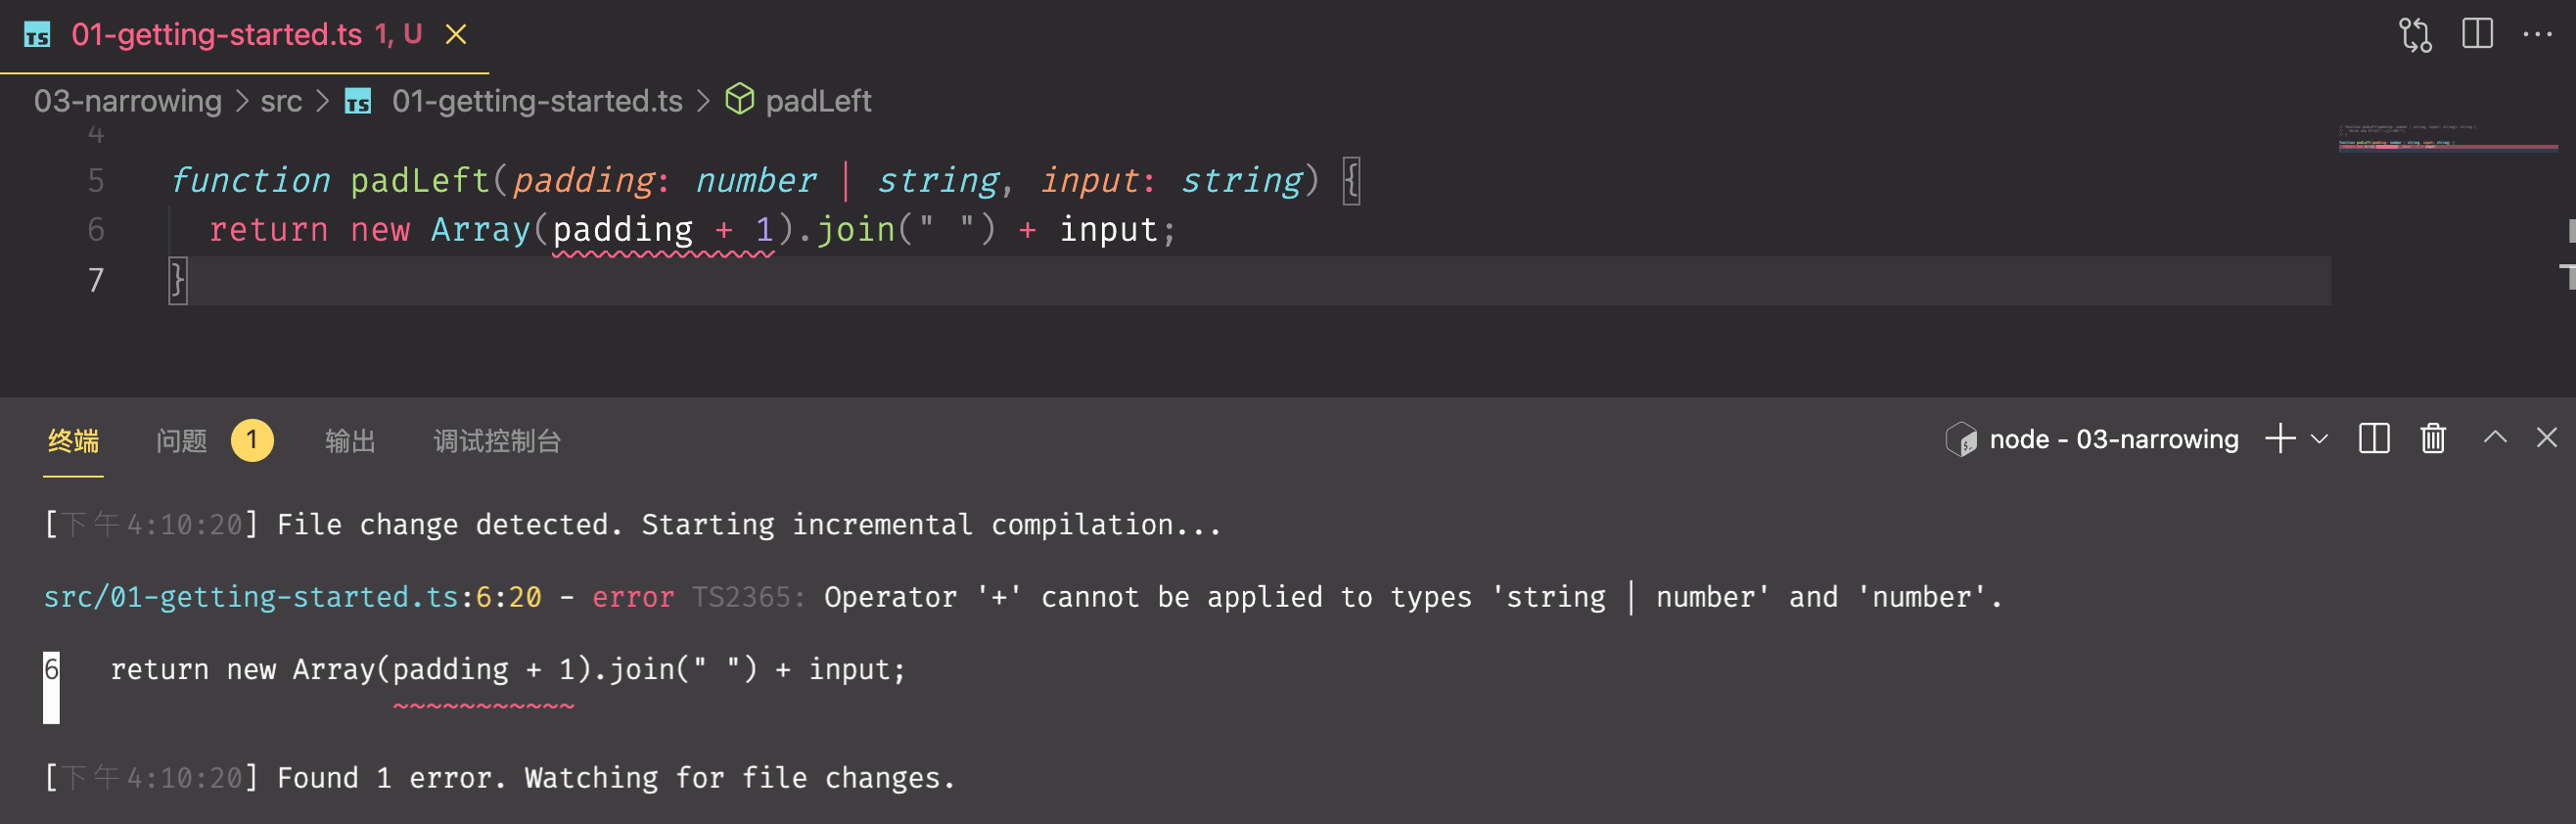 TS 01-getting-started.ts 1, U
03-narrowing > src > TS 01-getting-started.ts > padLeft
4
5 function padLeft(padding: number | string, input: string) {
6 return new Array(padding + 1).join(" ") + input;
7 }
终端 问题 1 输出 调试控制台 node - 03-narrowing
[下午4:10:20] File change detected. Starting incremental compilation...
src/01-getting-started.ts:6:20 - error TS2365: Operator '+' cannot be applied to types 'string | number' and 'number'.
6 return new Array(padding + 1).join(" ") + input;
~~~~~~~~~~~
[下午4:10:20] Found 1 error. Watching for file changes.